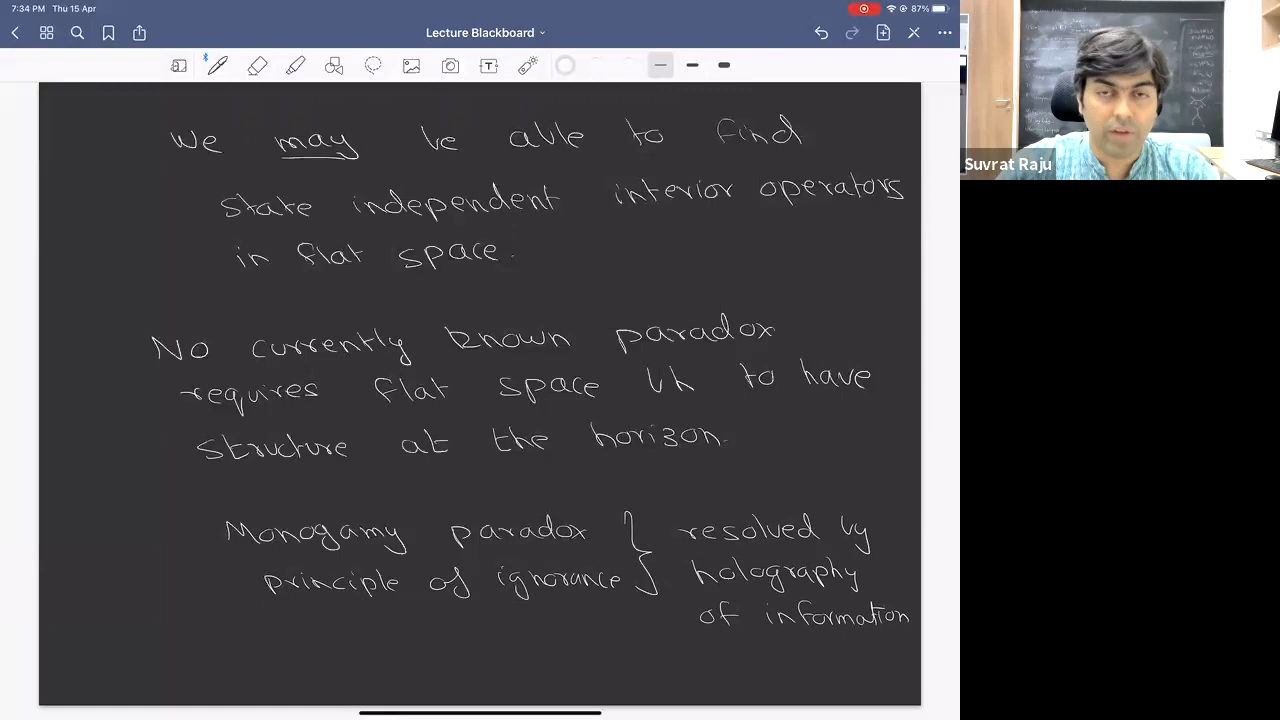 7:34 PM Thu 15 Apr
87%
Lecture Blackboard
We may be able to find
state independent interior operators
in flat space.
No currently known paradox
requires flat space bh to have
structure at the horizon.
Monogamy paradox
principle of ignorance
resolved by
holography
of information
Suvrat Raju